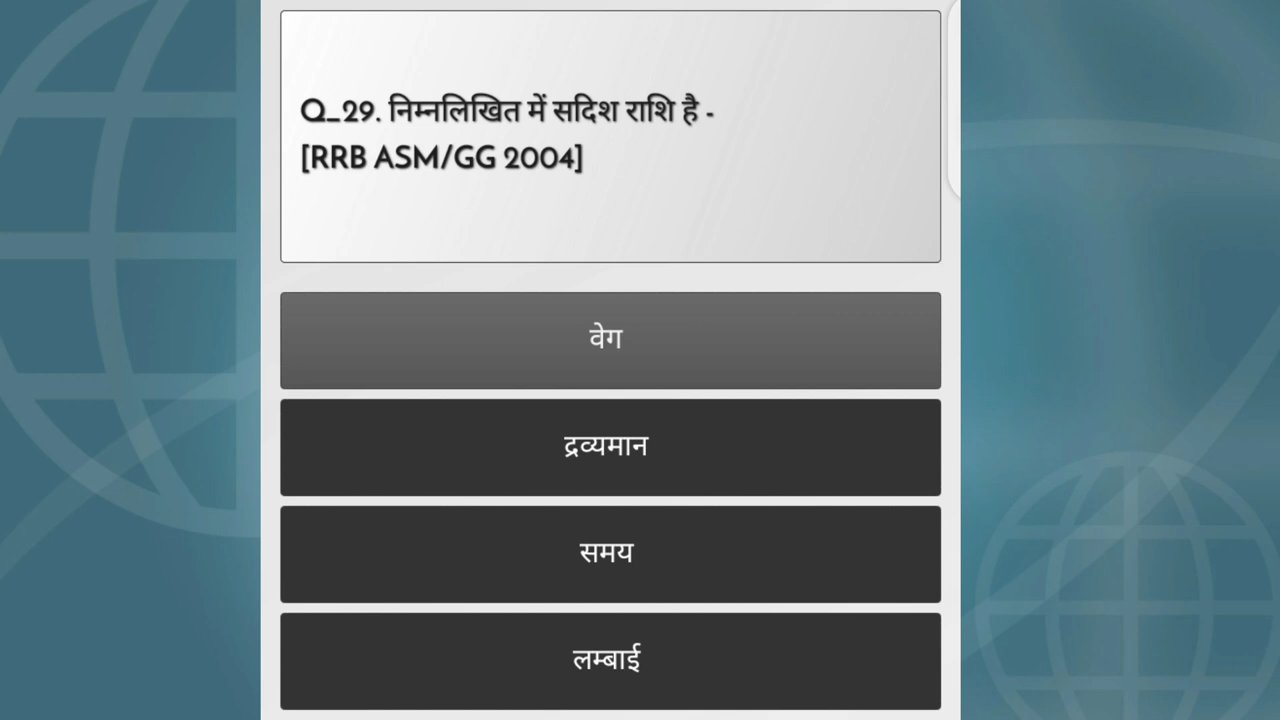 Q_29. निम्नलिखित में सदिश राशि है -
[RRB ASM/GG 2004]
वेग
द्रव्यमान
समय
लम्बाई